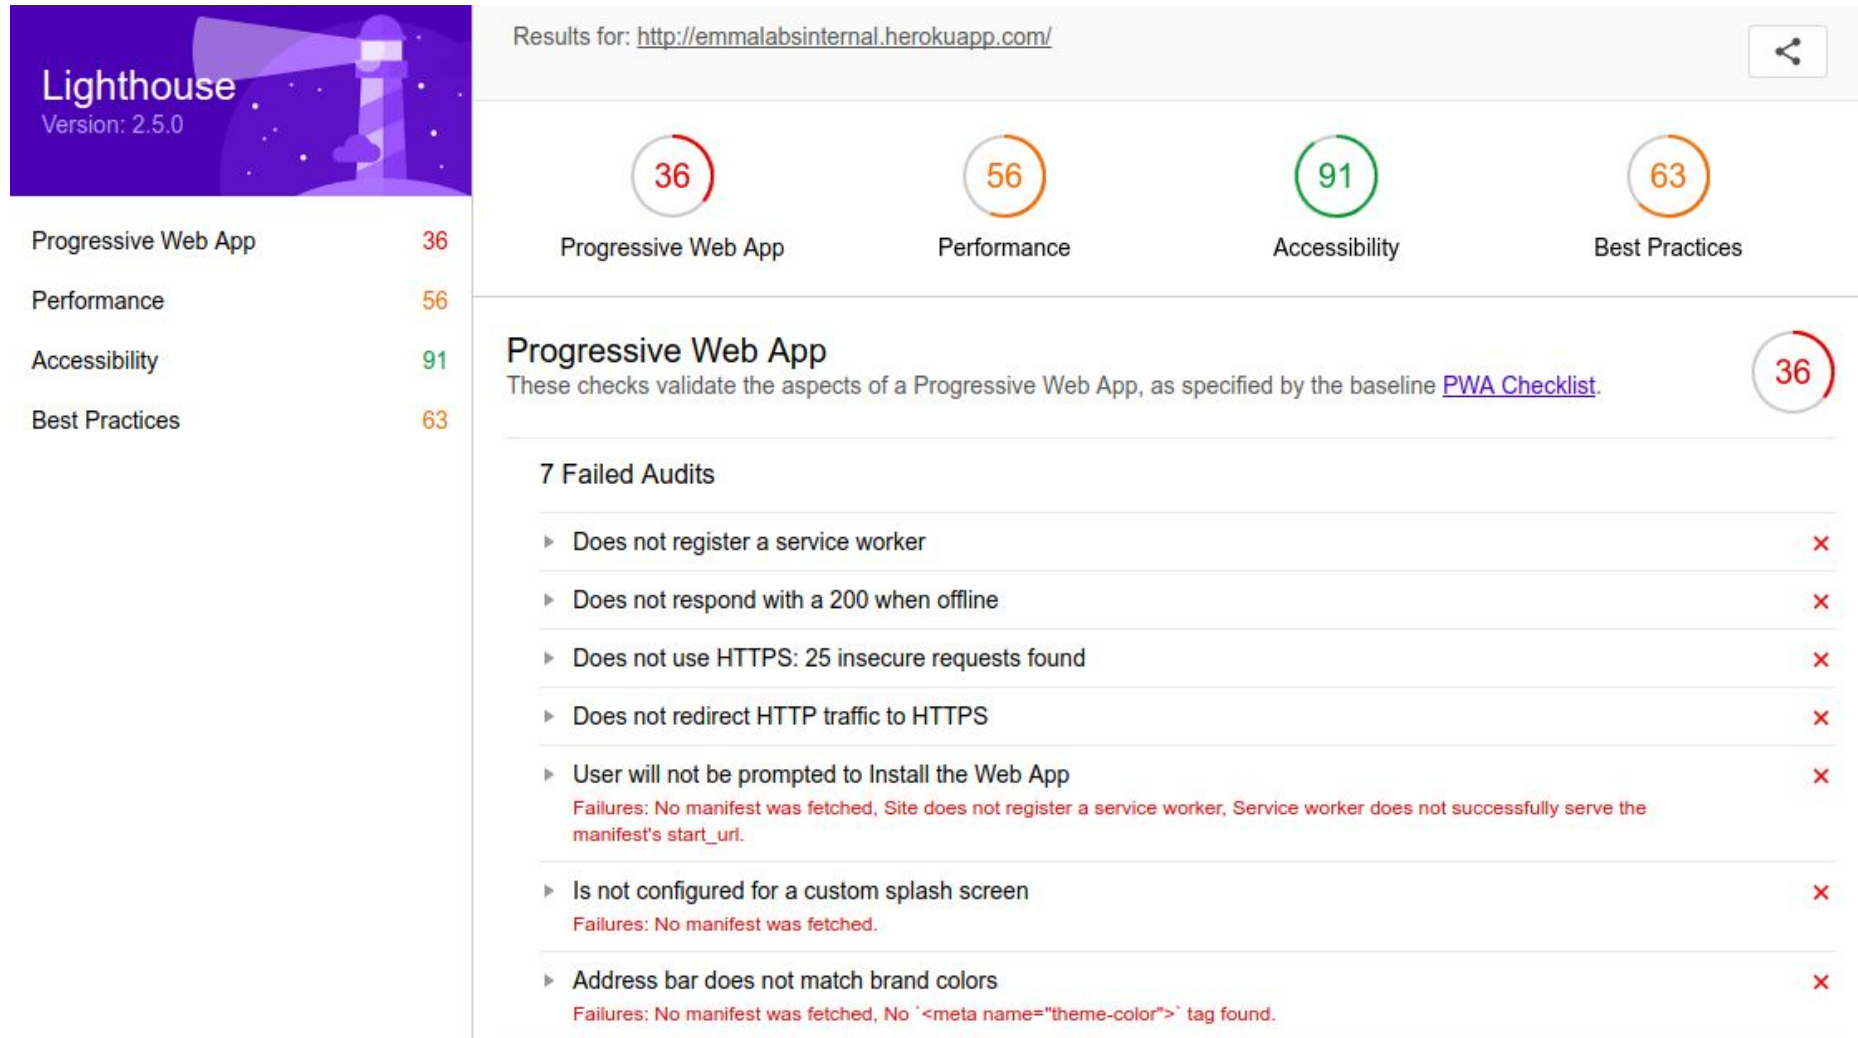 Lighthouse
Version: 2.5.0
Progressive Web App 36
Performance 56
Accessibility 91
Best Practices 63
Results for: http://emmalabsinternal.herokuapp.com/
36 56 91 63
Progressive Web App Performance Accessibility Best Practices
Progressive Web App
These checks validate the aspects of a Progressive Web App, as specified by the baseline PWA Checklist.
36
7 Failed Audits
Does not register a service worker
Does not respond with a 200 when offline
Does not use HTTPS: 25 insecure requests found
Does not redirect HTTP traffic to HTTPS
User will not be prompted to Install the Web App
Failures: No manifest was fetched, Site does not register a service worker, Service worker does not successfully serve the
manifest's start_url.
Is not configured for a custom splash screen
Failures: No manifest was fetched.
Address bar does not match brand colors
Failures: No manifest was fetched, No `<meta name="theme-color">` tag found.